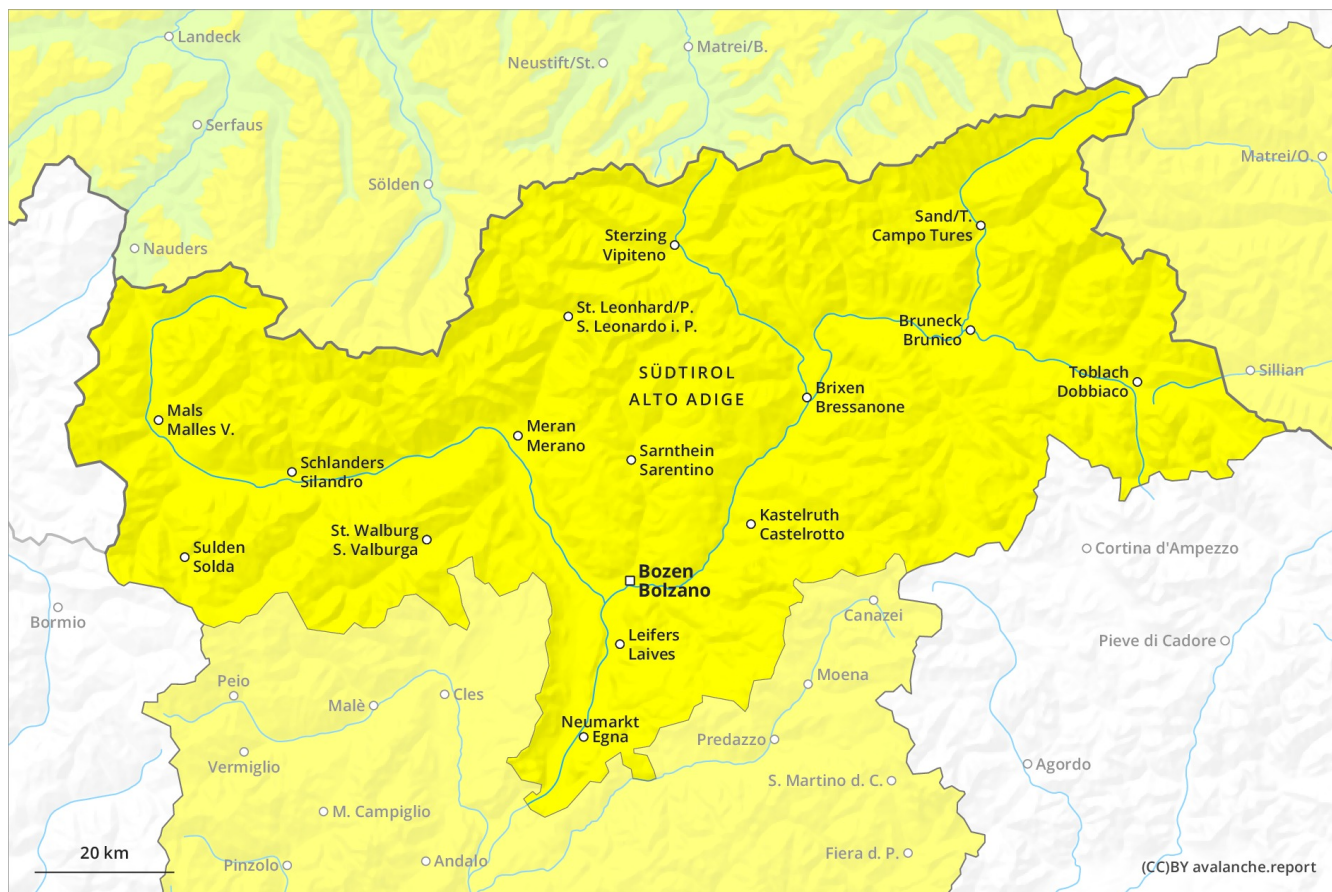 Landeck
Matrei/B.
Neustift/St.
Serfaus
Matrei/O.
Sölden
Sand/T.
Campo Tures
Sterzing
Vipiteno
Nauders
St. Leonhard/P.
S. Leonardo i. P.
Bruneck
Brunico
SÜDTIROL
ALTO ADIGE
Toblach
Dobbiaco
Sillian
Brixen
Bressanone
Mals
Malles V.
Meran
Merano
Sarnthein
Sarentino
Schlanders
Silandro
Kastelruth
Castelrotto
St. Walburg
S. Valburga
Sulden
Solda
Cortina d'Ampezzo
Bozen
Bolzano
Bormio
Canazei
Leifers
Laives
Pieve di Cadore
Peio
Moena
Malè
Cles
Neumarkt
Egna
Predazzo
Vermiglio
Agordo
S. Martino d. C.
M. Campiglio
20 km
Pinzolo
Andalo
Fiera d. P.
(CC)BY avalanche.report